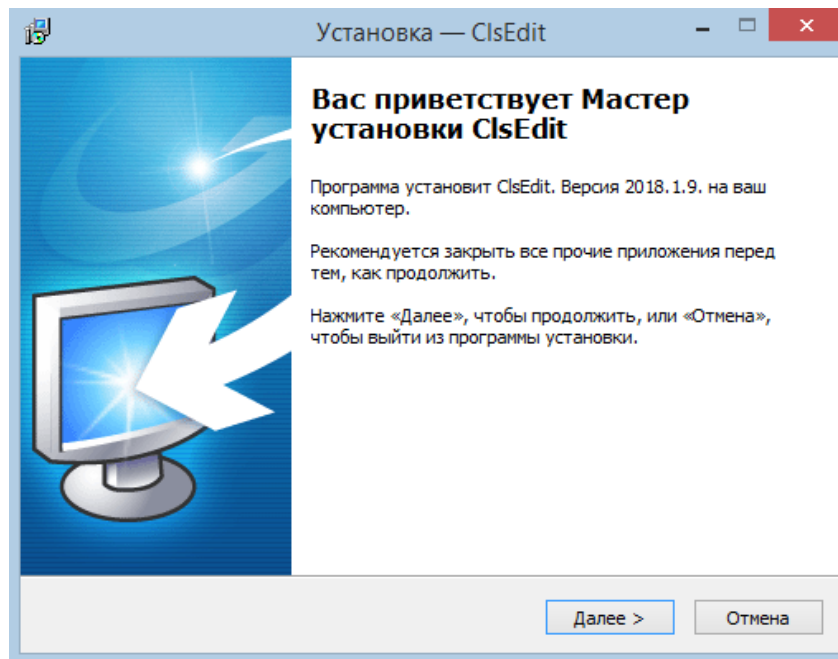 Установка — ClsEdit
Вас приветствует Мастер
установки ClsEdit
Программа установит ClsEdit. Версия 2018.1.9. на ваш
компьютер.
Рекомендуется закрыть все прочие приложения перед
тем, как продолжить.
Нажмите «Далее», чтобы продолжить, или «Отмена»,
чтобы выйти из программы установки.
Далее >
Отмена